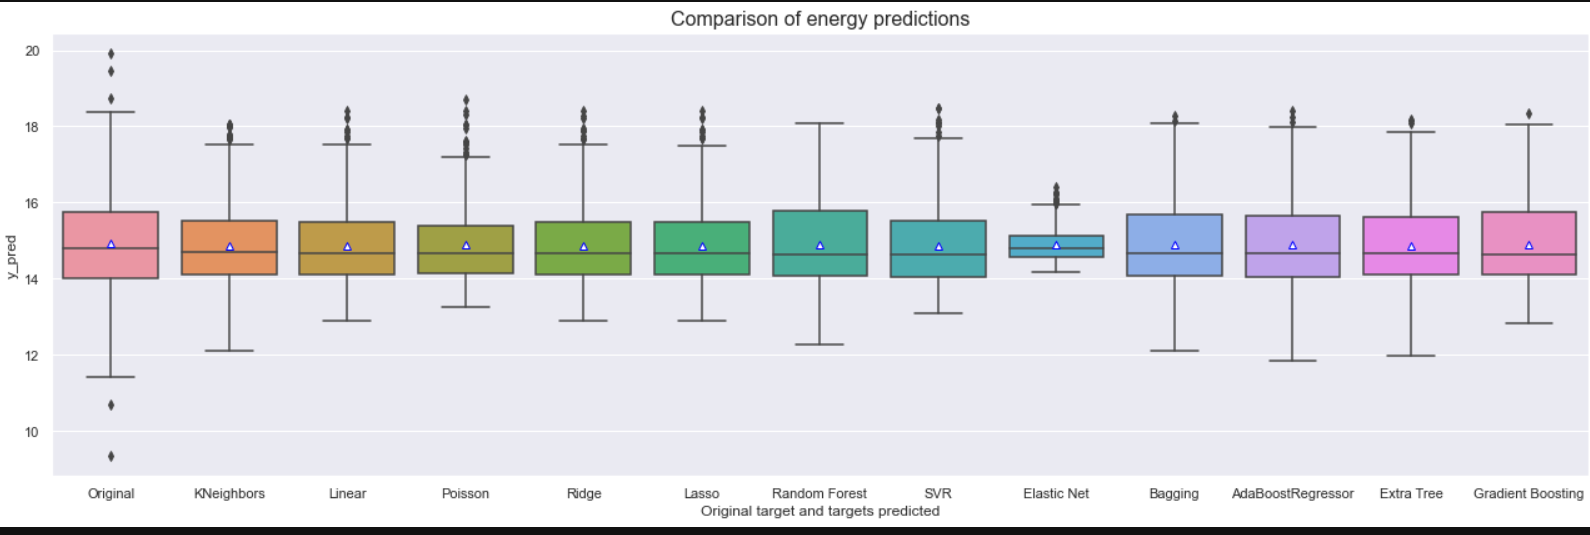 Comparison of energy predictions
20
18
16
14
12
10
y_pred
Original KNeighbors Linear Poisson Ridge Lasso Random Forest SVR Elastic Net Bagging AdaBoostRegressor Extra Tree Gradient Boosting
Original target and targets predicted